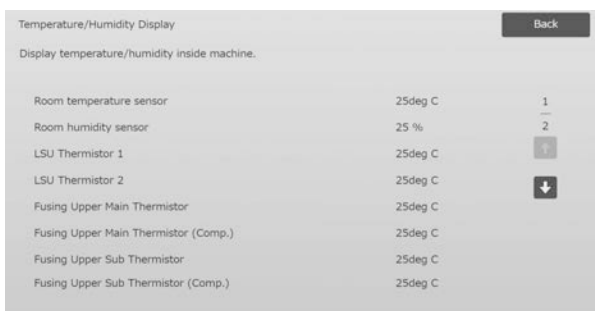 Temperature/Humidity Display
Back
Display temperature/humidity inside machine.
Room temperature sensor 25deg C
1
Room humidity sensor 25 %
2
LSU Thermistor 1 25deg C
LSU Thermistor 2 25deg C
Fusing Upper Main Thermistor 25deg C
Fusing Upper Main Thermistor (Comp.) 25deg C
Fusing Upper Sub Thermistor 25deg C
Fusing Upper Sub Thermistor (Comp.) 25deg C